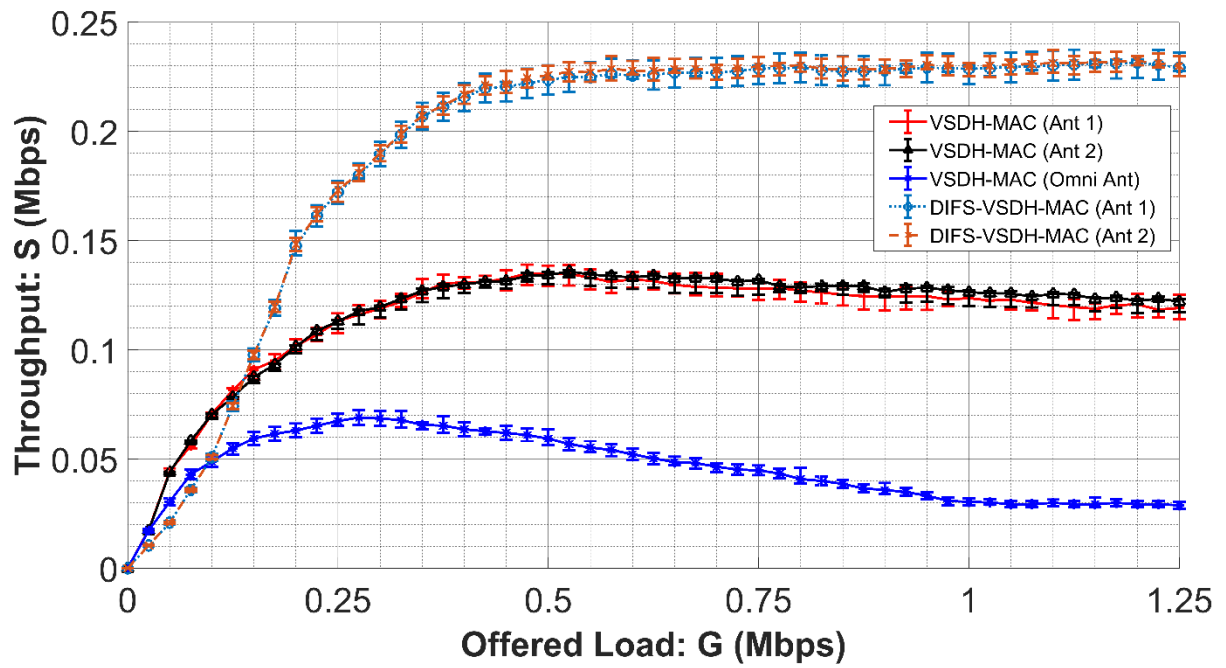 0.25
0.2
0.15
0.1
0.05
0
Throughput: S (Mbps)
VSDH-MAC (Ant 1)
VSDH-MAC (Ant 2)
VSDH-MAC (Omni Ant)
DIFS-VSDH-MAC (Ant 1)
DIFS-VSDH-MAC (Ant 2)
0 0.25 0.5 0.75 1 1.25
Offered Load: G (Mbps)